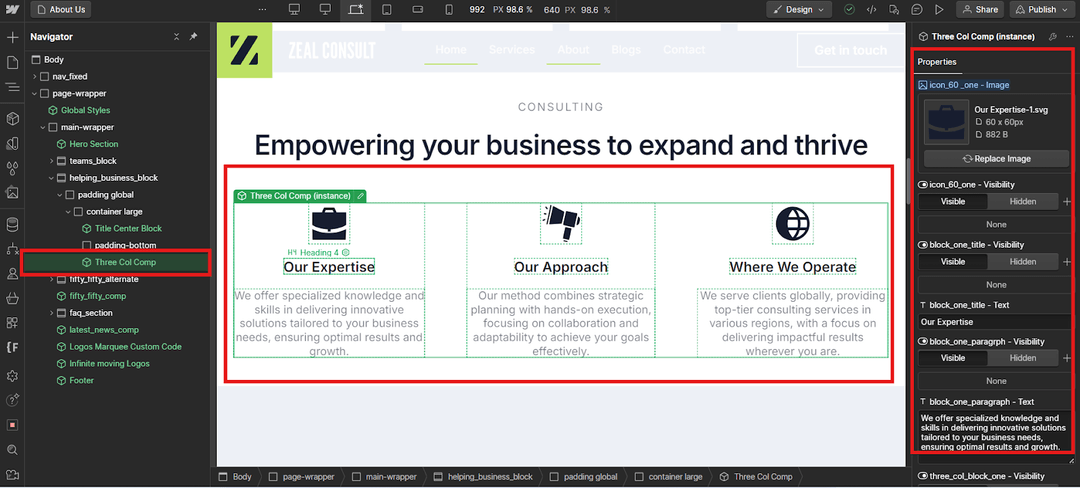 About Us
...
992 PX 98.6 %
640 PX 98.6 %
Design
Share
Publish
Navigator
Body
nav_fixed
page-wrapper
Global Styles
main-wrapper
Hero Section
teams_block
helping_business_block
padding global
container large
Title Center Block
padding-bottom
Three Col Comp
fifty_fifty_alternate
fifty_fifty_comp
faq_section
latest_news_comp
Logos Marquee Custom Code
Infinite moving Logos
Footer
ZEAL CONSULT
Home
Services
About
Blogs
Contact
Get in touch
CONSULTING
Empowering your business to expand and thrive
Three Col Comp (instance)
H4 Heading 4
Our Expertise
We offer specialized knowledge and
skills in delivering innovative
solutions tailored to your business
needs, ensuring optimal results and
growth.
Our Approach
Our method combines strategic
planning with hands-on execution,
focusing on collaboration and
adaptability to achieve your goals
effectively.
Where We Operate
We serve clients globally, providing
top-tier consulting services in
various regions, with a focus on
delivering impactful results
wherever you are.
Body
page-wrapper
main-wrapper
helping_business_block
padding global
container large
Three Col Comp
Three Col Comp (instance)
...
Properties
icon_60 _one - Image
Our Expertise-1.svg
60 x 60px
882 B
Replace Image
icon_60_one - Visibility
Visible
Hidden
None
block_one_title - Visibility
Visible
Hidden
None
block_one_title - Text
Our Expertise
block_one_paragrph - Visibility
Visible
Hidden
None
block_one_paragraph - Text
We offer specialized knowledge and
skills in delivering innovative solutions
tailored to your business needs,
ensuring optimal results and growth.
three_col_block_one - Visibility